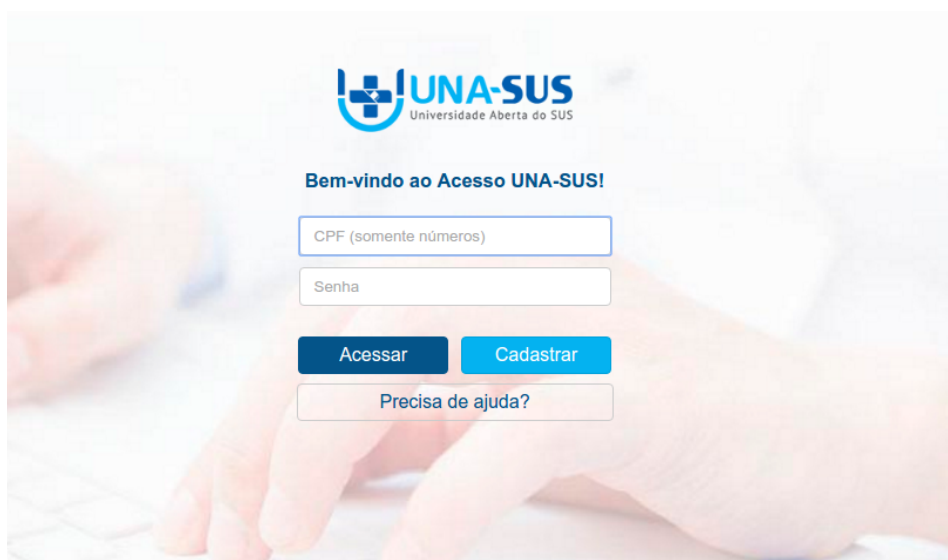 UNA-SUS
Universidade Aberta do SUS
Bem-vindo ao Acesso UNA-SUS!
CPF (somente números)
Senha
Acessar Cadastrar
Precisa de ajuda?